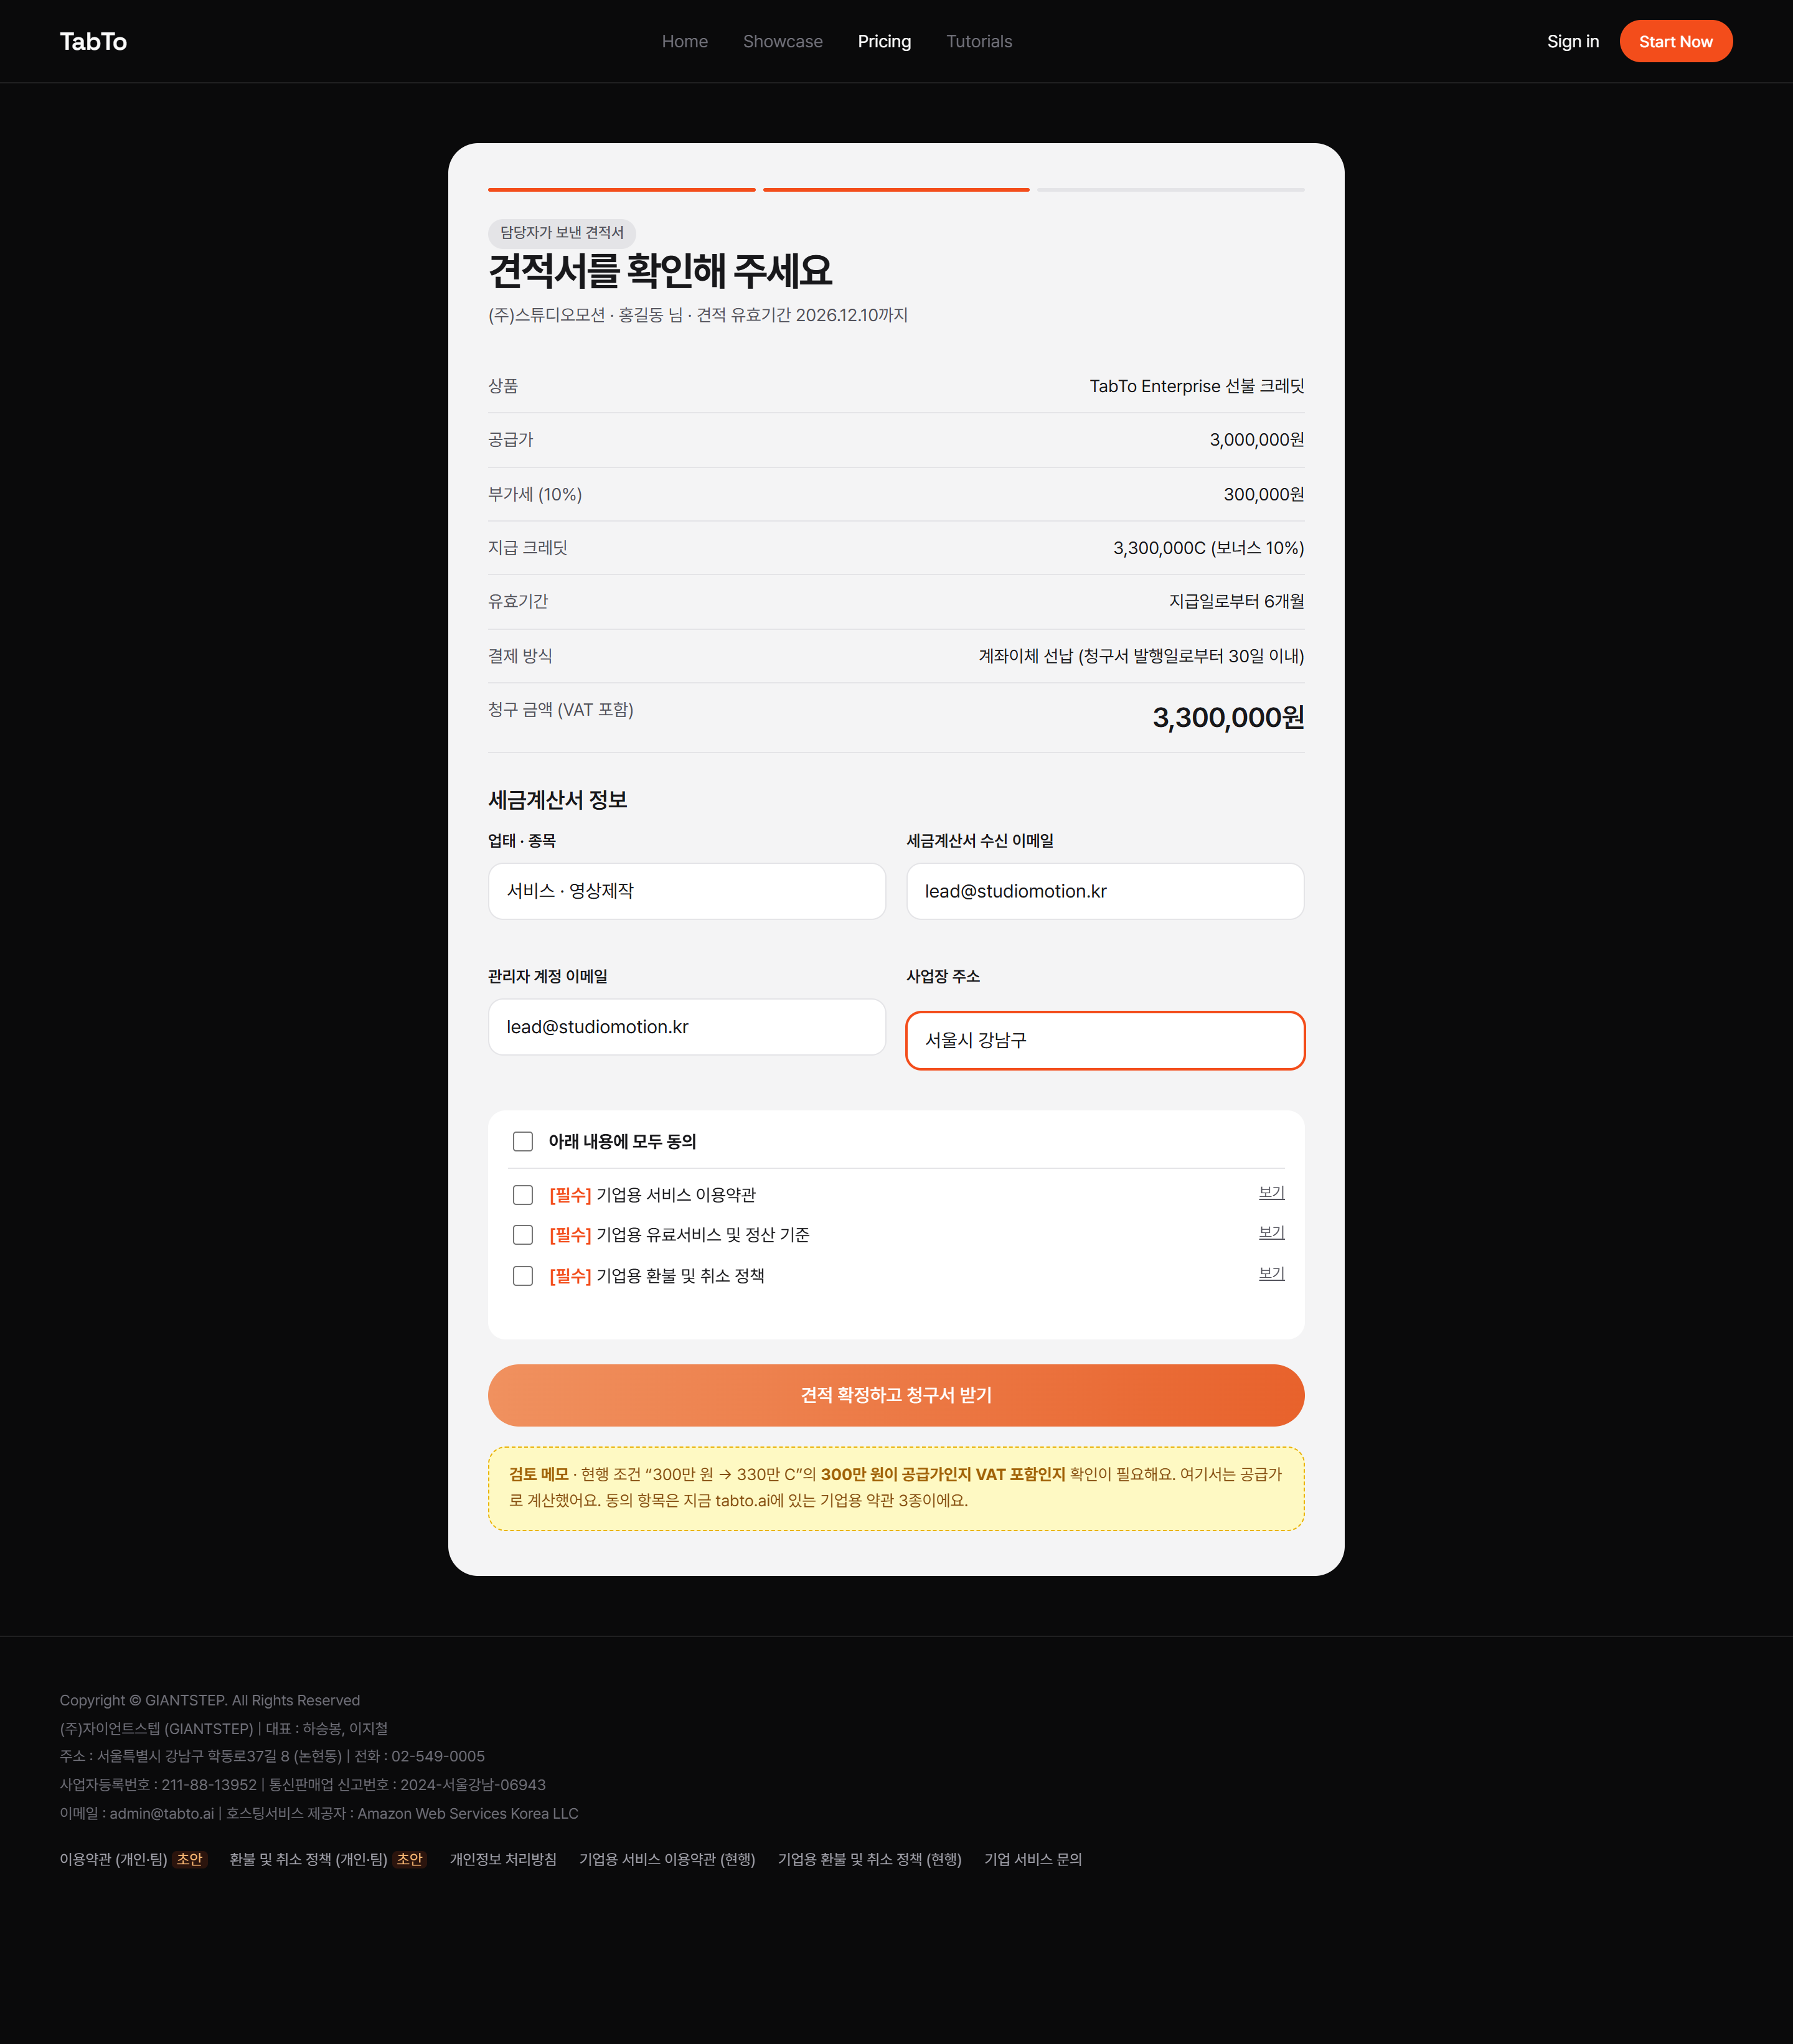 TabTo
Home
Showcase
Pricing
Tutorials
Sign in
Start Now
담당자가 보낸 견적서
견적서를 확인해 주세요
(주)스튜디오모션 · 홍길동 님 · 견적 유효기간 2026.12.10까지
상품 TabTo Enterprise 선불 크레딧
공급가 3,000,000원
부가세 (10%) 300,000원
지급 크레딧 3,300,000C (보너스 10%)
유효기간 지급일로부터 6개월
결제 방식 계좌이체 선납 (청구서 발행일로부터 30일 이내)
청구 금액 (VAT 포함) 3,300,000원
세금계산서 정보
업태 · 종목
서비스 · 영상제작
세금계산서 수신 이메일
lead@studiomotion.kr
관리자 계정 이메일
lead@studiomotion.kr
사업장 주소
서울시 강남구
아래 내용에 모두 동의
[필수] 기업용 서비스 이용약관 보기
[필수] 기업용 유료서비스 및 정산 기준 보기
[필수] 기업용 환불 및 취소 정책 보기
견적 확정하고 청구서 받기
검토 메모 · 현행 조건 “300만 원 → 330만 C”의 300만 원이 공급가인지 VAT 포함인지 확인이 필요해요. 여기서는 공급가
로 계산했어요. 동의 항목은 지금 tabto.ai에 있는 기업용 약관 3종이에요.
Copyright © GIANTSTEP. All Rights Reserved
(주)자이언트스텝 (GIANTSTEP) | 대표 : 하승봉, 이지철
주소 : 서울특별시 강남구 학동로37길 8 (논현동) | 전화 : 02-549-0005
사업자등록번호 : 211-88-13952 | 통신판매업 신고번호 : 2024-서울강남-06943
이메일 : admin@tabto.ai | 호스팅서비스 제공자 : Amazon Web Services Korea LLC
이용약관 (개인·팀) 초안 환불 및 취소 정책 (개인·팀) 초안 개인정보 처리방침 기업용 서비스 이용약관 (현행) 기업용 환불 및 취소 정책 (현행) 기업 서비스 문의